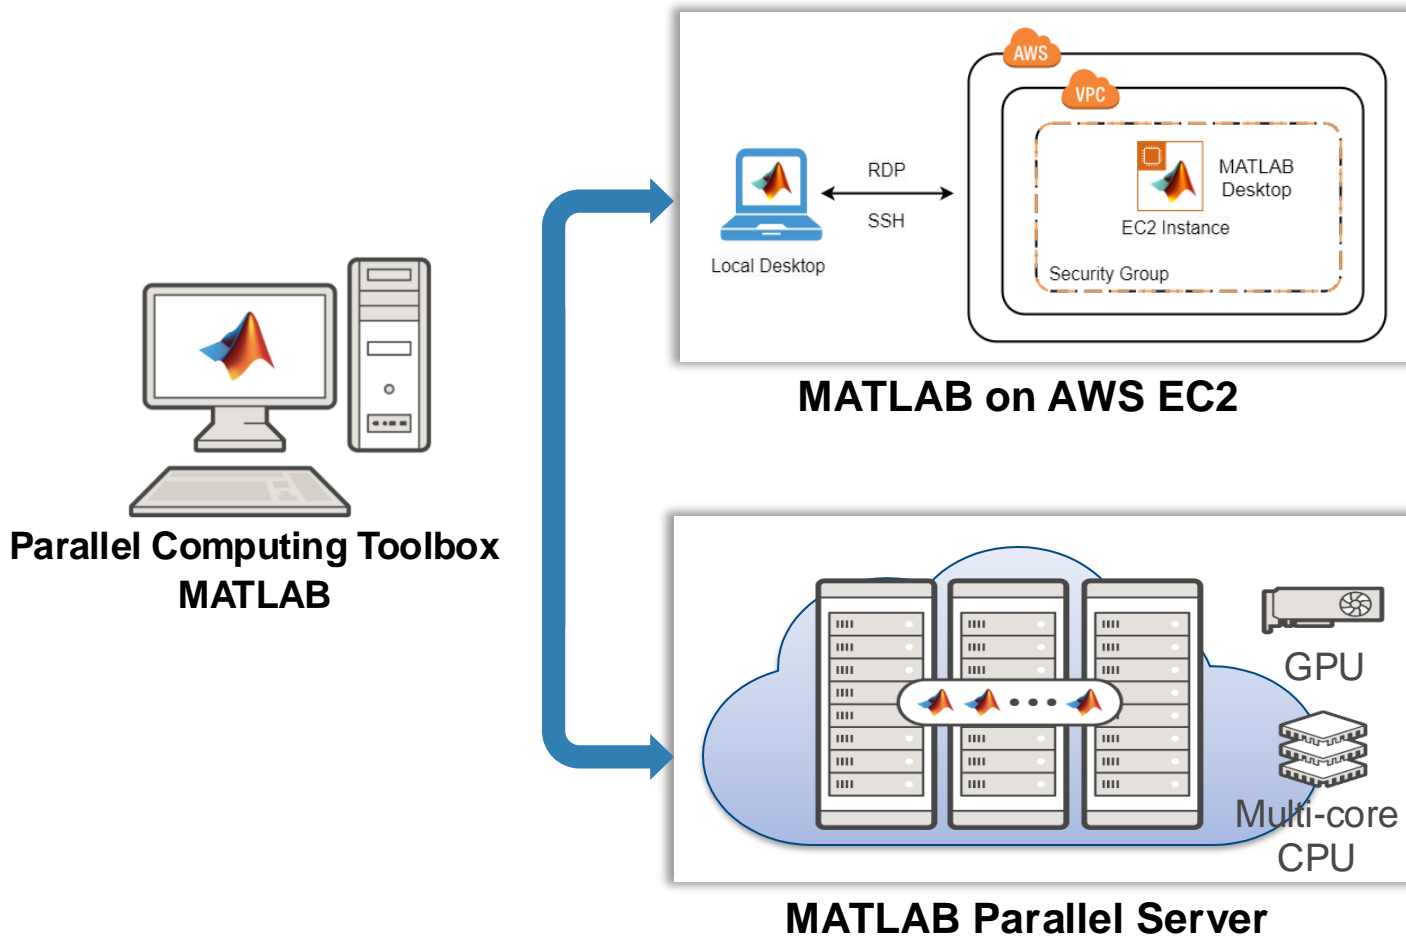 Parallel Computing Toolbox
MATLAB
AWS
VPC
RDP
SSH
Local Desktop
MATLAB
Desktop
EC2 Instance
Security Group
MATLAB on AWS EC2
GPU
Multi-core
CPU
MATLAB Parallel Server